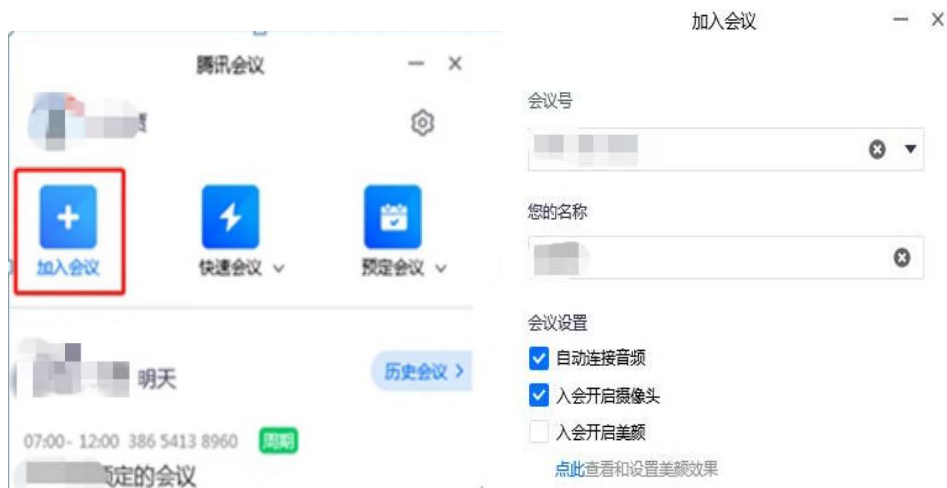 腾讯会议
加入会议
快速会议
预定会议
明天
历史会议
07:00- 12:00 386 5413 8960 周期
预定的会议
加入会议
会议号
您的名称
会议设置
自动连接音频
入会开启摄像头
入会开启美颜
点此查看和设置美颜效果